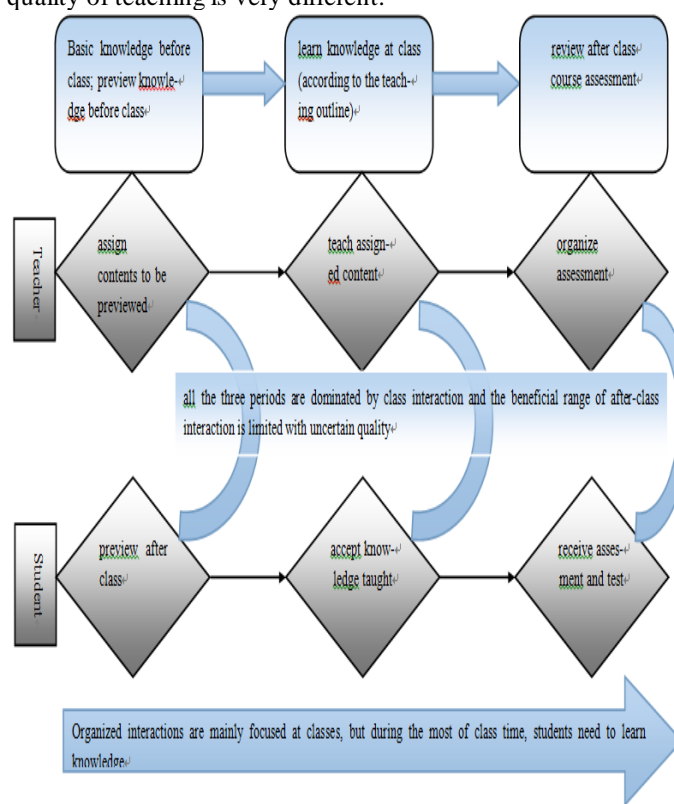 quality of teaching is very different.
Basic knowledge before
class; preview knowle-
dge before class
learn knowledge at class
(according to the teach-
ing outline)
review after class
course assessment
Teacher
assign
contents to be
previewed
teach assign-
ed content
organize
assessment
all the three periods are dominated by class interaction and the beneficial range of after-class
interaction is limited with uncertain quality
Student
preview after
class
accept know-
ledge taught
receive asses-
ment and test
Organized interactions are mainly focused at classes, but during the most of class time, students need to learn
knowledge